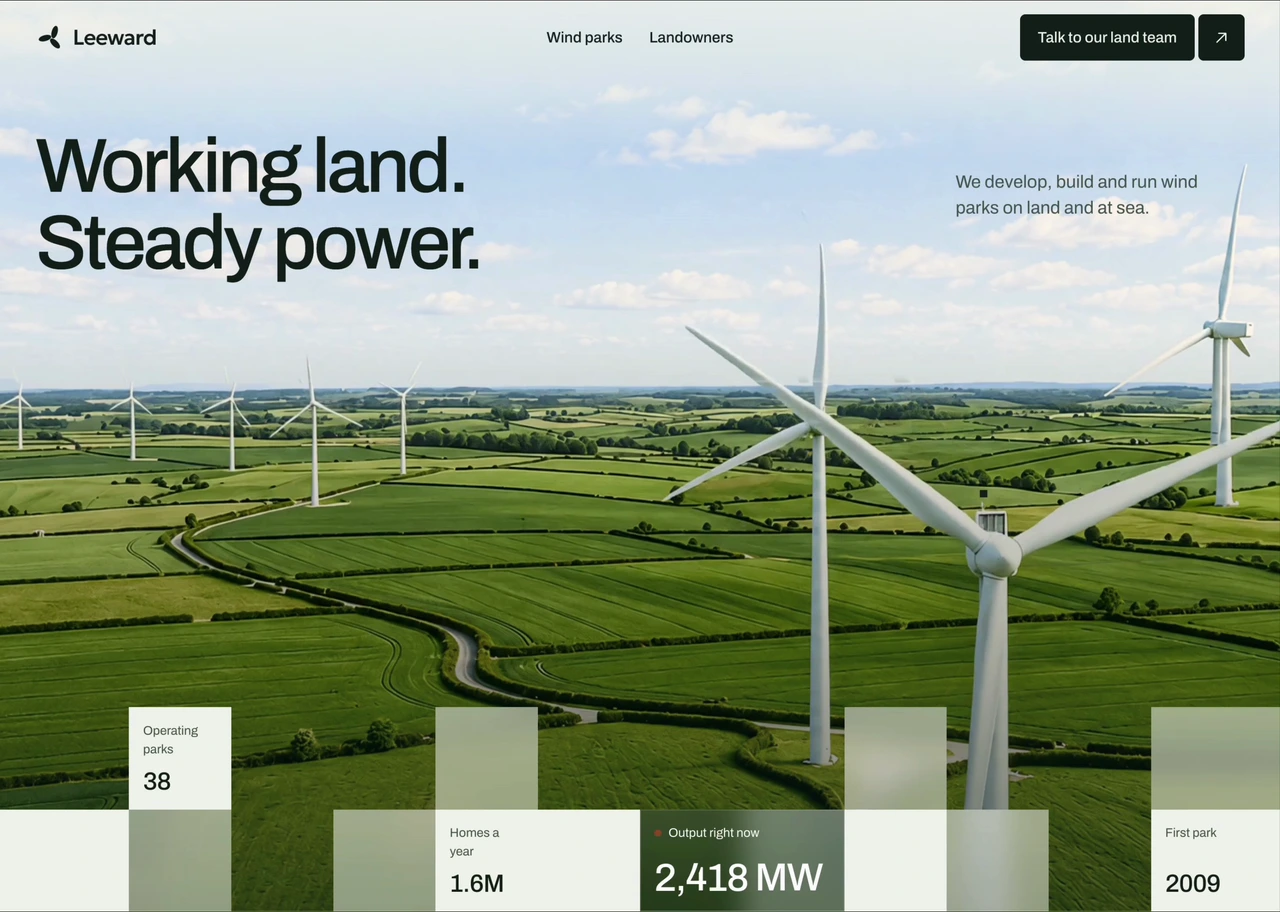 Leeward
Wind parks
Landowners
Talk to our land team
Working land.
Steady power.
We develop, build and run wind
parks on land and at sea.
Operating
parks
38
Homes a
year
1.6M
Output right now
2,418 MW
First park
2009